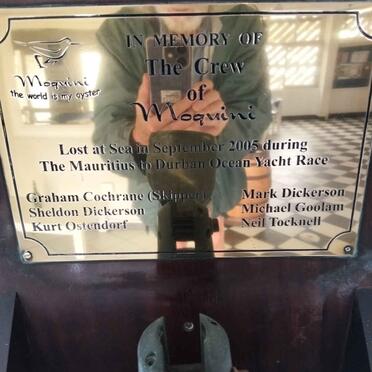 IN MEMORY OF
The Crew
of
Moquini
Moquini
the world is my oyster
Lost at Sea in September 2005 during
The Mauritius to Durban Ocean Yacht Race
Graham Cochrane (Skipper) Mark Dickerson
Sheldon Dickerson Michael Goolam
Kurt Ostendorf Neil Tocknell